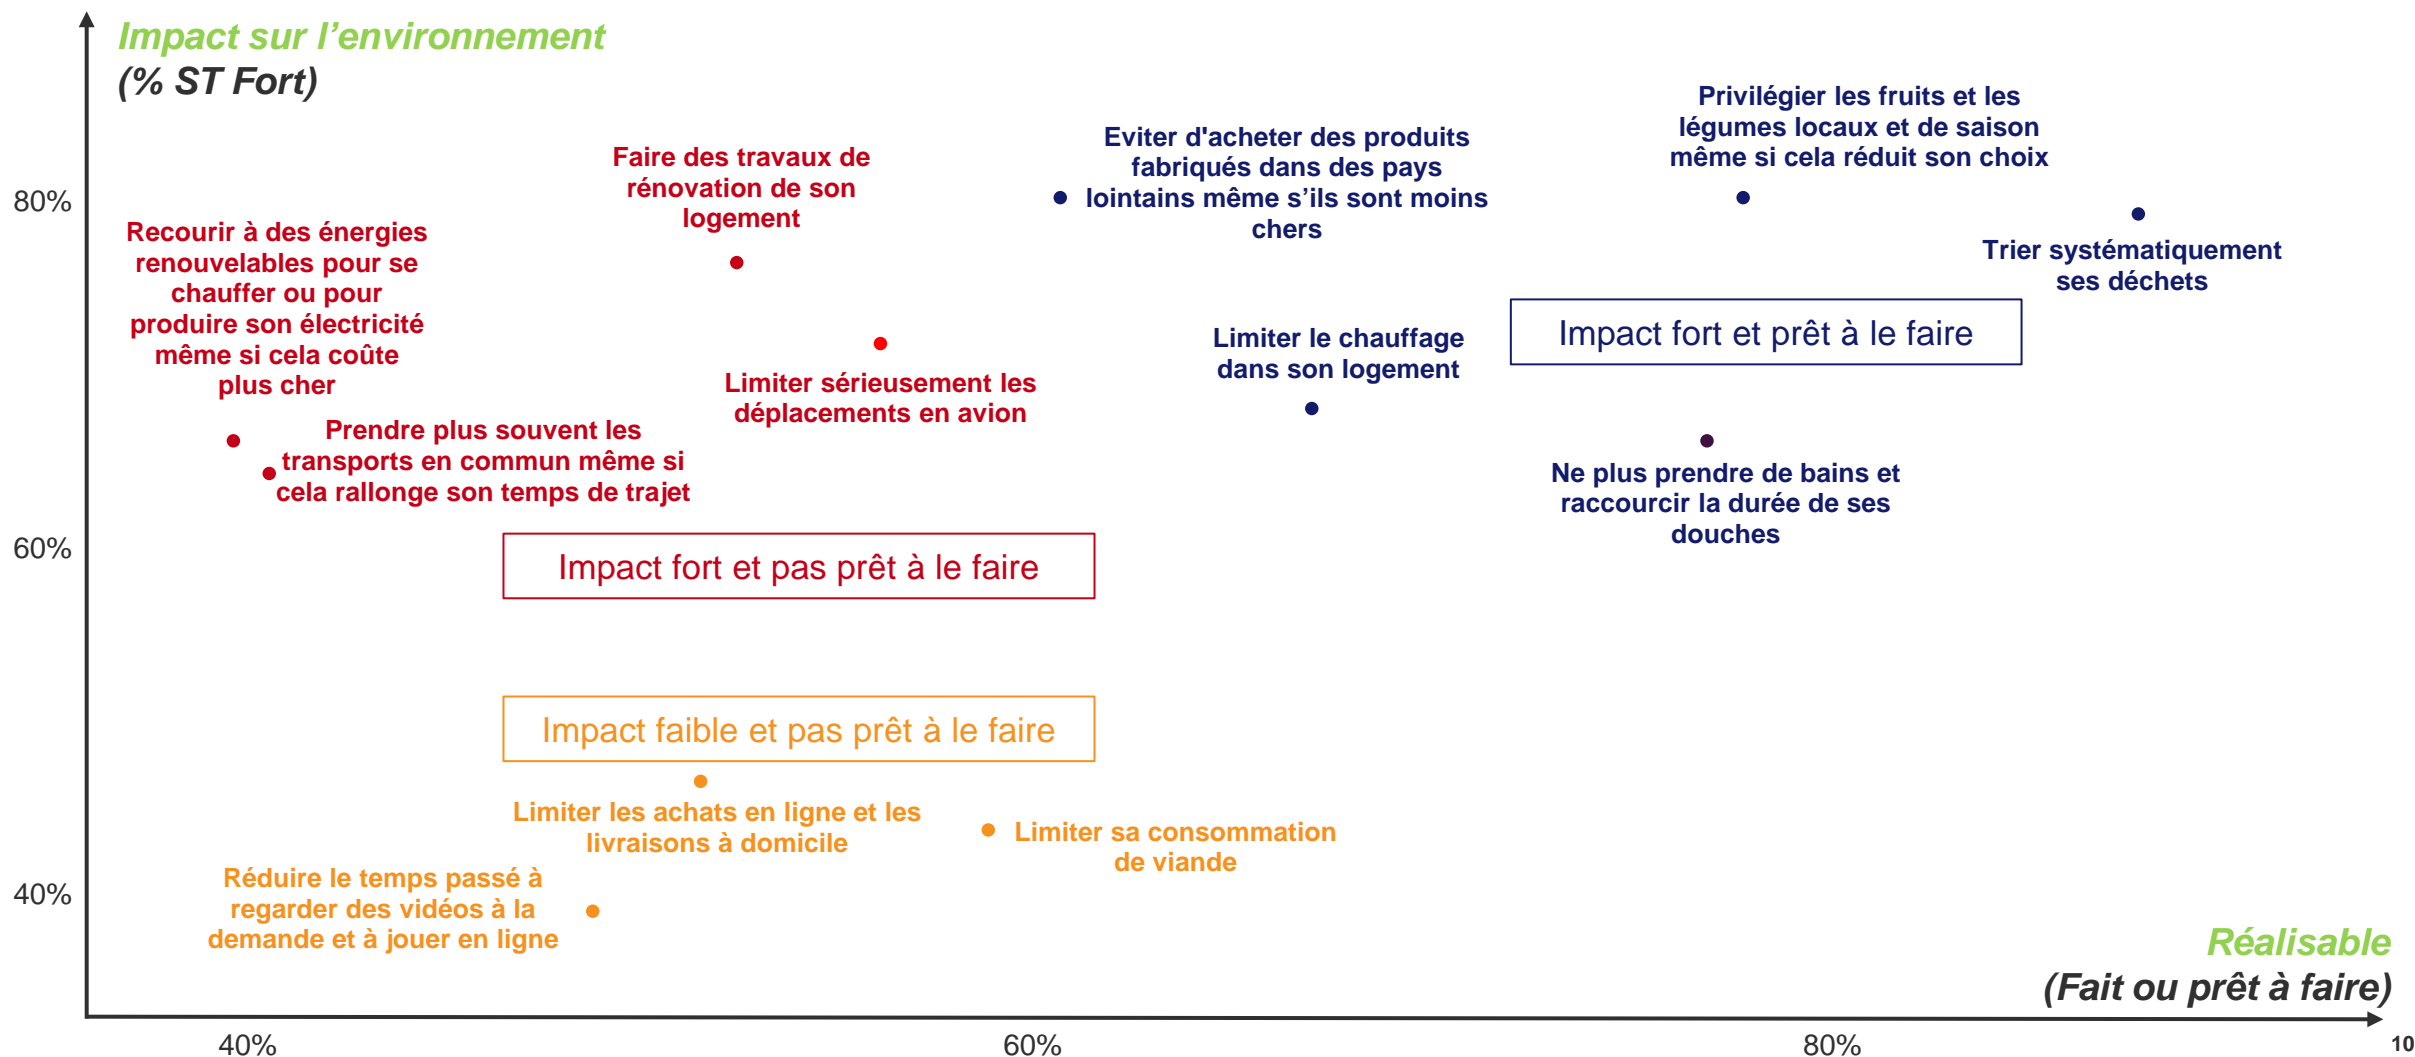 Impact sur l’environnement
(% ST Fort)
Privilégier les fruits et les
légumes locaux et de saison
même si cela réduit son choix
Eviter d'acheter des produits
fabriqués dans des pays
lointains même s’ils sont moins
chers
Faire des travaux de
rénovation de son
logement
80%
Recourir à des énergies
renouvelables pour se
chauffer ou pour
produire son électricité
même si cela coûte
plus cher
Trier systématiquement
ses déchets
Impact fort et prêt à le faire
Limiter le chauffage
dans son logement
Limiter sérieusement les
déplacements en avion
Prendre plus souvent les
transports en commun même si
cela rallonge son temps de trajet
Ne plus prendre de bains et
raccourcir la durée de ses
douches
60%
Impact fort et pas prêt à le faire
Impact faible et pas prêt à le faire
Limiter les achats en ligne et les
livraisons à domicile
Limiter sa consommation
de viande
Réduire le temps passé à
regarder des vidéos à la
demande et à jouer en ligne
40%
Réalisable
(Fait ou prêt à faire)
40%
60%
80%
10